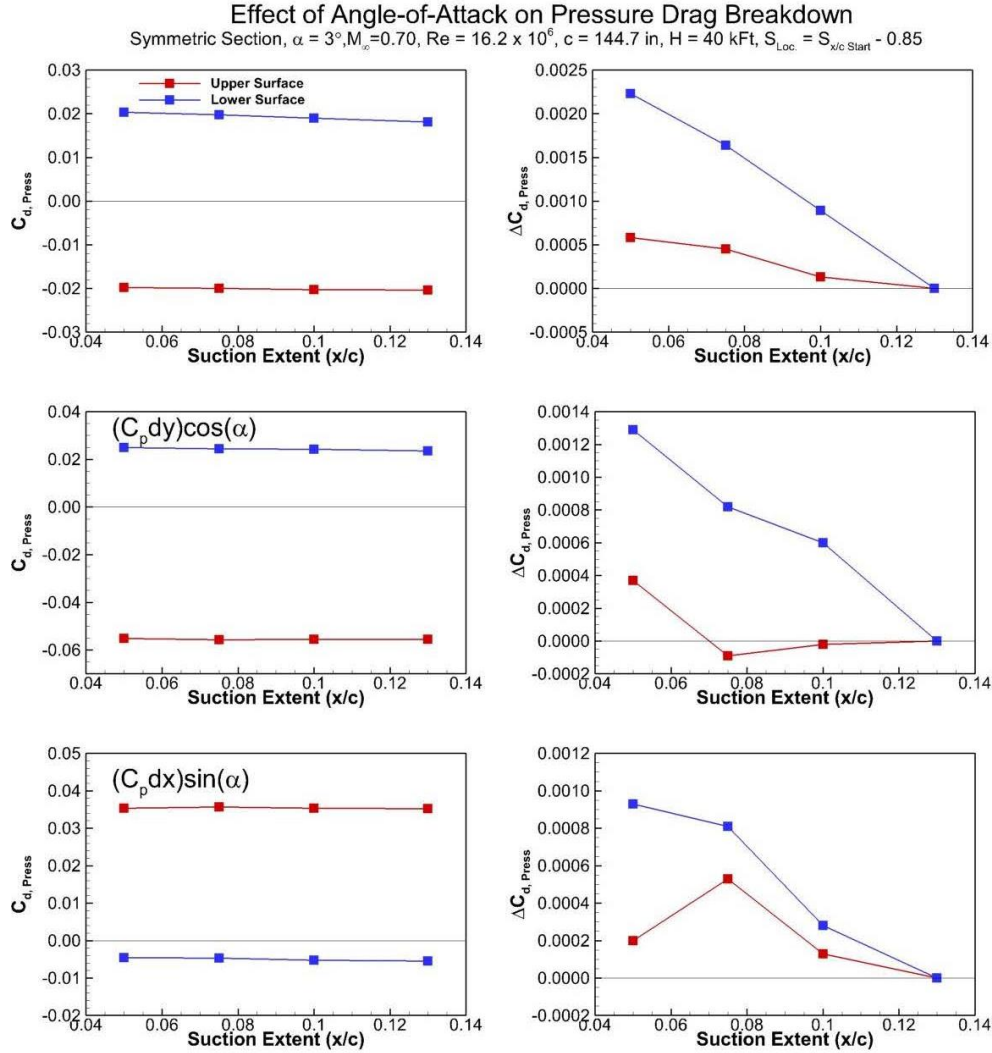 Effect of Angle-of-Attack on Pressure Drag Breakdown
Symmetric Section, α = 3°,M∞=0.70, Re = 16.2 x 10⁶, c = 144.7 in, H = 40 kFt, S_Loc. = S_x/c Start - 0.85
Upper Surface
Lower Surface
C_d, Press
0.03
0.02
0.01
0.00
-0.01
-0.02
-0.03
0.04 0.06 0.08 0.1 0.12 0.14
Suction Extent (x/c)
ΔC_d, Press
0.0025
0.0020
0.0015
0.0010
0.0005
0.0000
-0.0005
0.04 0.06 0.08 0.1 0.12 0.14
Suction Extent (x/c)
(C_pdy)cos(α)
C_d, Press
0.04
0.02
0.00
-0.02
-0.04
-0.06
0.04 0.06 0.08 0.1 0.12 0.14
Suction Extent (x/c)
ΔC_d, Press
0.0014
0.0012
0.0010
0.0008
0.0006
0.0004
0.0002
0.0000
-0.0002
0.04 0.06 0.08 0.1 0.12 0.14
Suction Extent (x/c)
(C_pdx)sin(α)
C_d, Press
0.05
0.04
0.03
0.02
0.01
0.00
-0.01
-0.02
0.04 0.06 0.08 0.1 0.12 0.14
Suction Extent (x/c)
ΔC_d, Press
0.0012
0.0010
0.0008
0.0006
0.0004
0.0002
0.0000
-0.0002
0.04 0.06 0.08 0.1 0.12 0.14
Suction Extent (x/c)